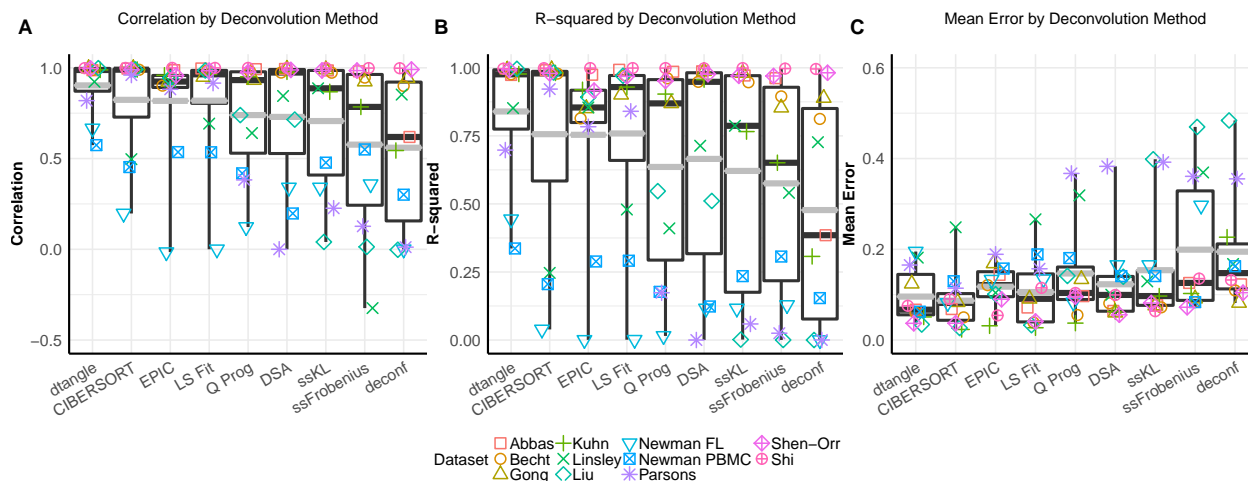 A
Correlation by Deconvolution Method
Correlation
1.0
0.5
0.0
−0.5
dtangle
CIBERSORT
EPIC
LS Fit
Q Prog
DSA
ssKL
ssFrobenius
deconf
B
R−squared by Deconvolution Method
R−squared
1.00
0.75
0.50
0.25
0.00
dtangle
CIBERSORT
EPIC
LS Fit
Q Prog
DSA
ssKL
ssFrobenius
deconf
C
Mean Error by Deconvolution Method
Mean Error
0.6
0.4
0.2
0.0
dtangle
CIBERSORT
EPIC
LS Fit
Q Prog
DSA
ssKL
ssFrobenius
deconf
Dataset
Abbas
Becht
Gong
Kuhn
Linsley
Liu
Newman FL
Newman PBMC
Parsons
Shen−Orr
Shi